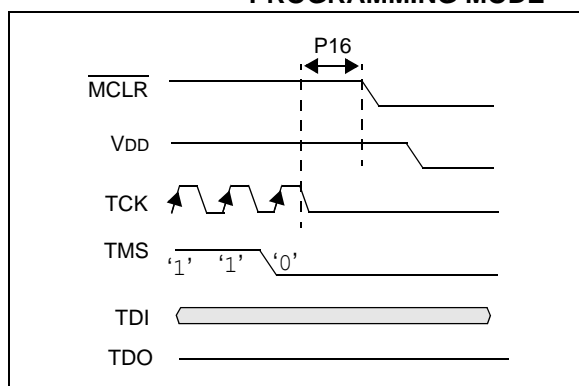 PROGRAMMING MODE
P16
MCLR
VDD
TCK
TMS
‘1’ ‘1’ ‘0’
TDI
TDO